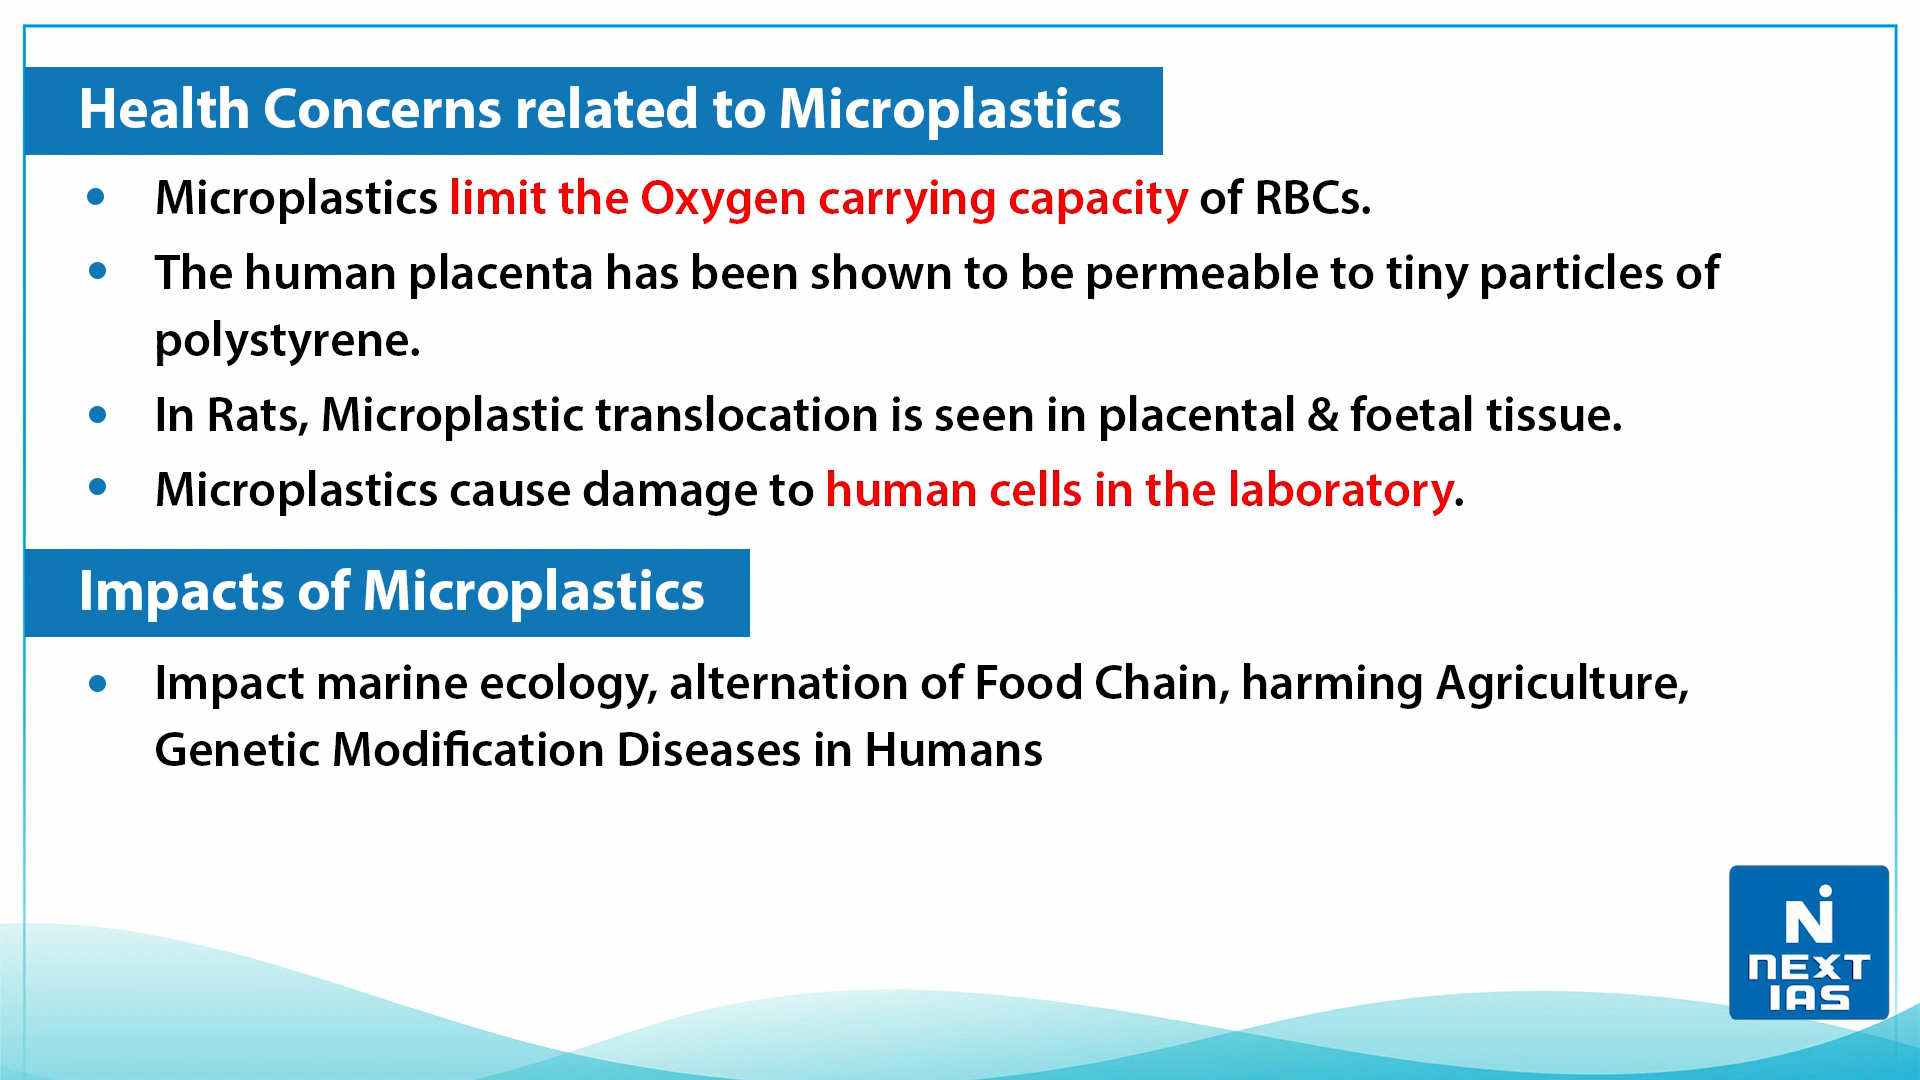 Health Concerns related to Microplastics
• Microplastics limit the Oxygen carrying capacity of RBCs.
• The human placenta has been shown to be permeable to tiny particles of
polystyrene.
• In Rats, Microplastic translocation is seen in placental & foetal tissue.
• Microplastics cause damage to human cells in the laboratory.
Impacts of Microplastics
• Impact marine ecology, alternation of Food Chain, harming Agriculture,
Genetic Modification Diseases in Humans
N
NEXT
IAS